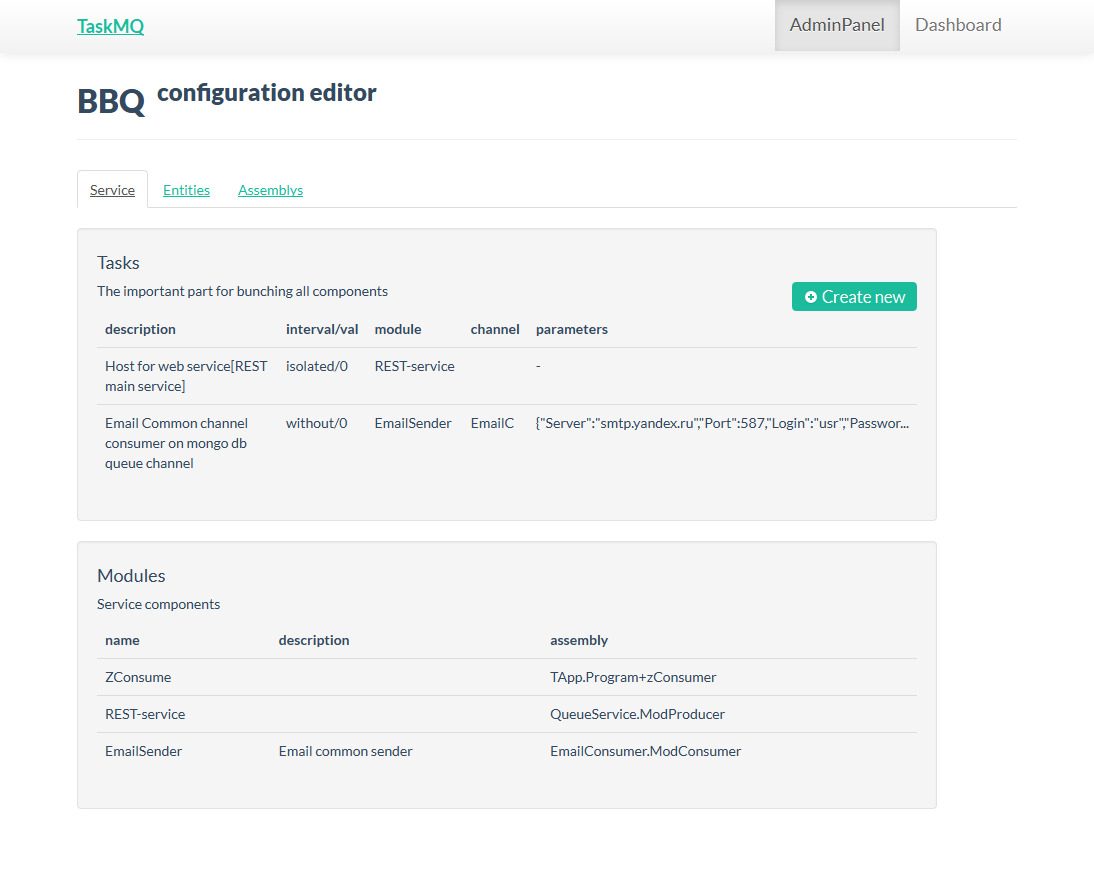 TaskMQ AdminPanel Dashboard
BBQ configuration editor
Service Entities Assemblys
Tasks
The important part for bunching all components
Create new
description interval/val module channel parameters
Host for web service[REST isolated/0 REST-service -
main service]
Email Common channel without/0 EmailSender EmailC {"Server":"smtp.yandex.ru","Port":587,"Login":"usr","Passwor...
consumer on mongo db
queue channel
Modules
Service components
name description assembly
ZConsume TApp.Program+zConsumer
REST-service QueueService.ModProducer
EmailSender Email common sender EmailConsumer.ModConsumer